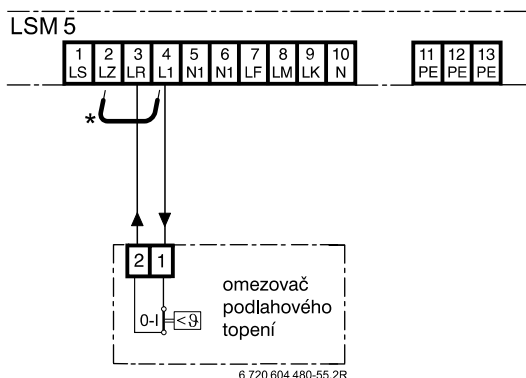 LSM 5
1 2 3 4 5 6 7 8 9 10 11 12 13
LS LZ LR L1 N1 N1 LF LM LK N PE PE PE
*
2 1
0-I <ϑ
omezovač
podlahového
topení
6 720 604 480-55.2R